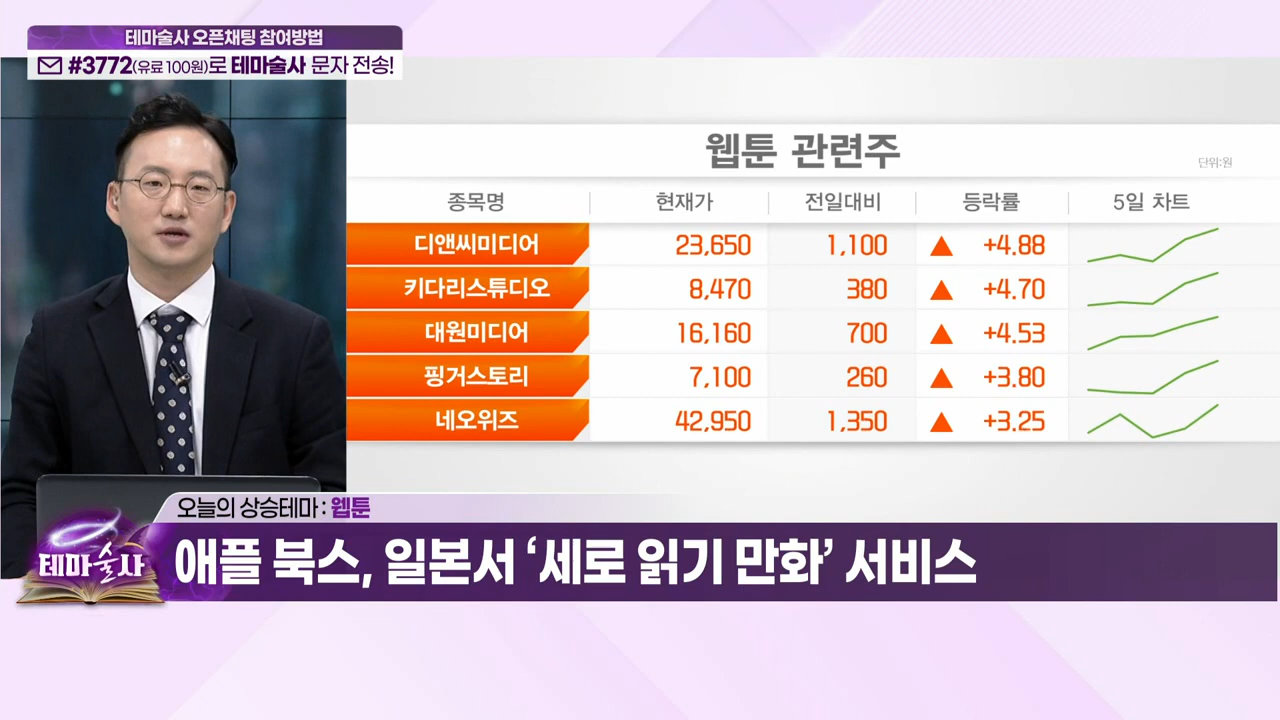 테마술사 오픈채팅 참여방법
#3772(유료 100원)로 테마술사 문자 전송!
웹툰 관련주
단위:원
종목명 현재가 전일대비 등락률 5일 차트
디앤씨미디어 23,650 1,100 ▲ +4.88
키다리스튜디오 8,470 380 ▲ +4.70
대원미디어 16,160 700 ▲ +4.53
핑거스토리 7,100 260 ▲ +3.80
네오위즈 42,950 1,350 ▲ +3.25
오늘의 상승테마 : 웹툰
테마술사
애플 북스, 일본서 ‘세로 읽기 만화’ 서비스